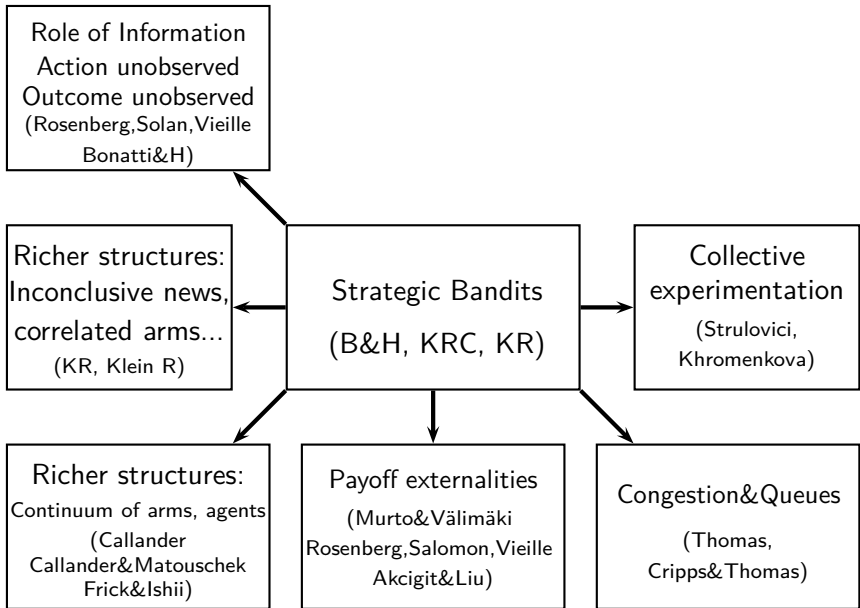 Role of Information
Action unobserved
Outcome unobserved
(Rosenberg,Solan,Vieille
Bonatti&H)
Richer structures:
Inconclusive news,
correlated arms...
(KR, Klein R)
Strategic Bandits
(B&H, KRC, KR)
Collective
experimentation
(Strulovici,
Khromenkova)
Richer structures:
Continuum of arms, agents
(Callander
Callander&Matouschek
Frick&Ishii)
Payoff externalities
(Murto&Välimäki
Rosenberg,Salomon,Vieille
Akcigit&Liu)
Congestion&Queues
(Thomas,
Cripps&Thomas)